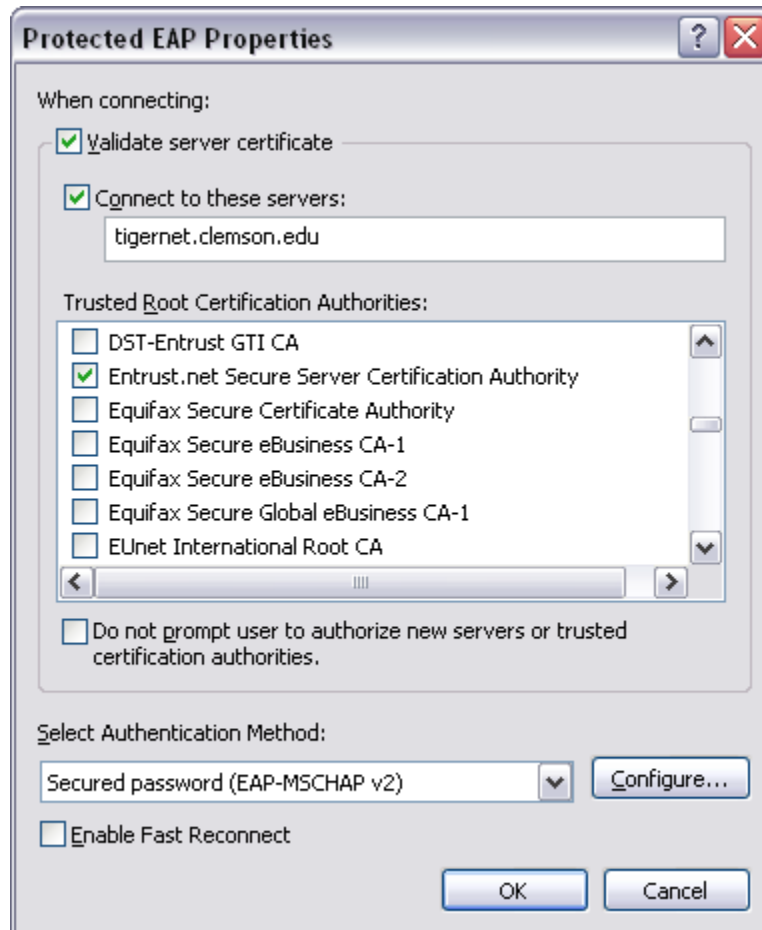 Protected EAP Properties
When connecting:
Validate server certificate
Connect to these servers:
tigernet.clemson.edu
Trusted Root Certification Authorities:
DST-Entrust GTI CA
Entrust.net Secure Server Certification Authority
Equifax Secure Certificate Authority
Equifax Secure eBusiness CA-1
Equifax Secure eBusiness CA-2
Equifax Secure Global eBusiness CA-1
EUnet International Root CA
Do not prompt user to authorize new servers or trusted
certification authorities.
Select Authentication Method:
Secured password (EAP-MSCHAP v2)
Configure...
Enable Fast Reconnect
OK
Cancel